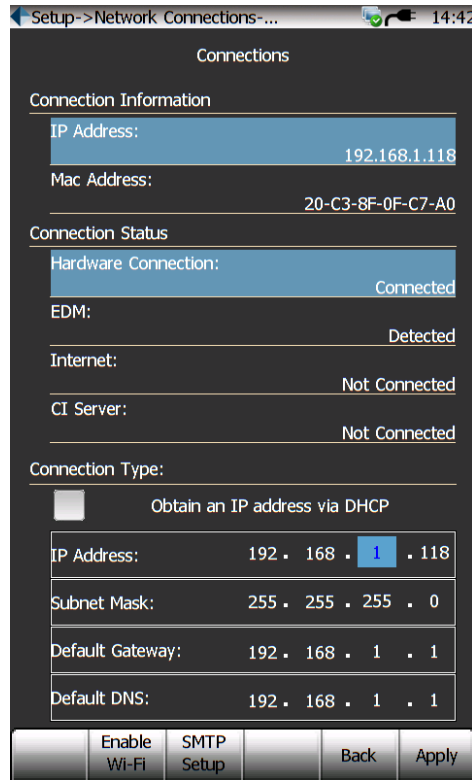 Setup->Network Connections-...
14:42
Connections
Connection Information
IP Address:
192.168.1.118
Mac Address:
20-C3-8F-0F-C7-A0
Connection Status
Hardware Connection:
Connected
EDM:
Detected
Internet:
Not Connected
CI Server:
Not Connected
Connection Type:
Obtain an IP address via DHCP
IP Address: 192. 168. 1 .118
Subnet Mask: 255. 255. 255 . 0
Default Gateway: 192. 168. 1 . 1
Default DNS: 192. 168. 1 . 1
Enable Wi-Fi
SMTP Setup
Back
Apply